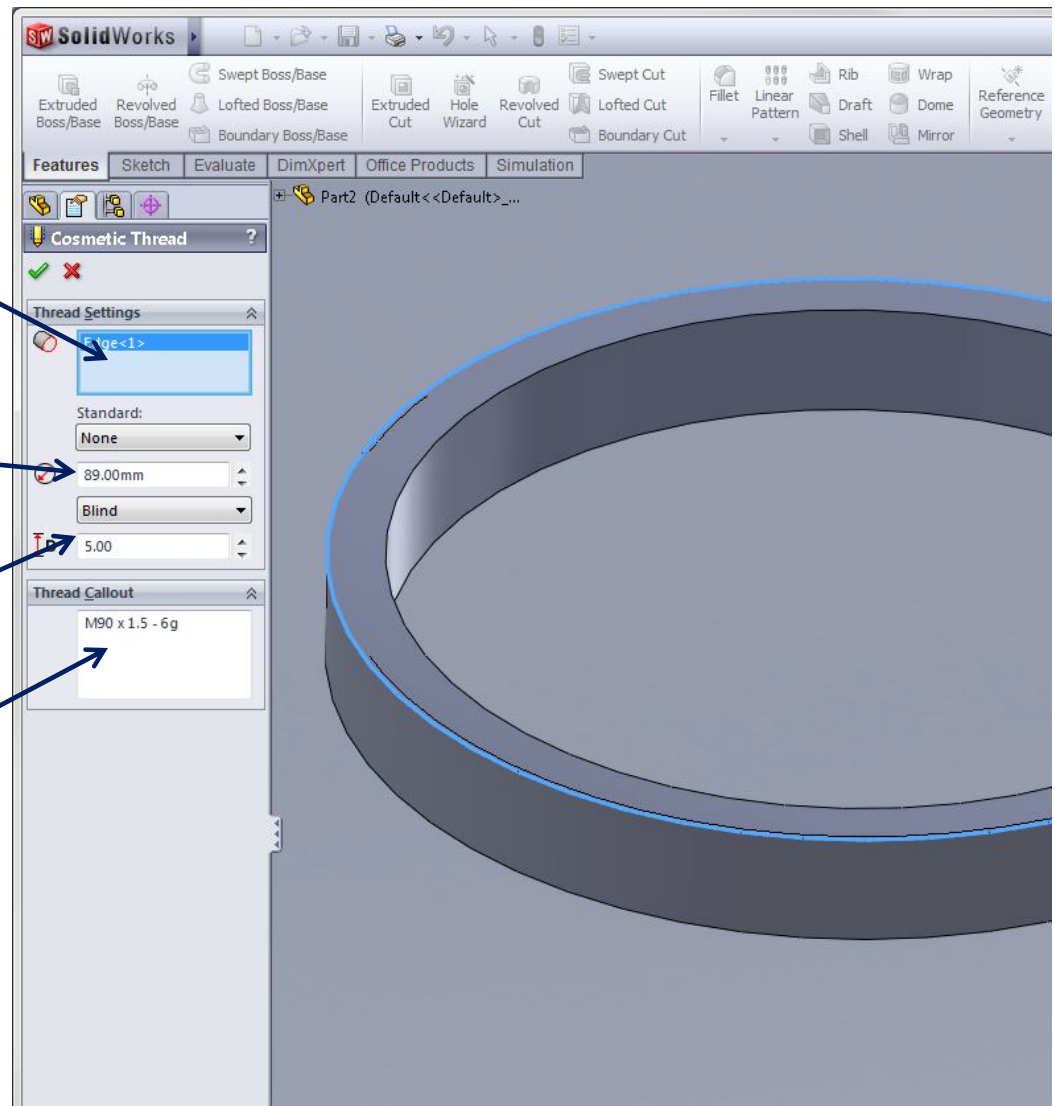 SolidWorks
Extruded Boss/Base
Revolved Boss/Base
Swept Boss/Base
Lofted Boss/Base
Boundary Boss/Base
Extruded Cut
Hole Wizard
Revolved Cut
Swept Cut
Lofted Cut
Boundary Cut
Fillet
Linear Pattern
Rib
Draft
Shell
Wrap
Dome
Mirror
Reference Geometry
Features Sketch Evaluate DimXpert Office Products Simulation
Part2 (Default<<Default>_...
Cosmetic Thread ?
Thread Settings
Edge<1>
Standard:
None
89.00mm
Blind
5.00
Thread Callout
M90 x 1.5 - 6g